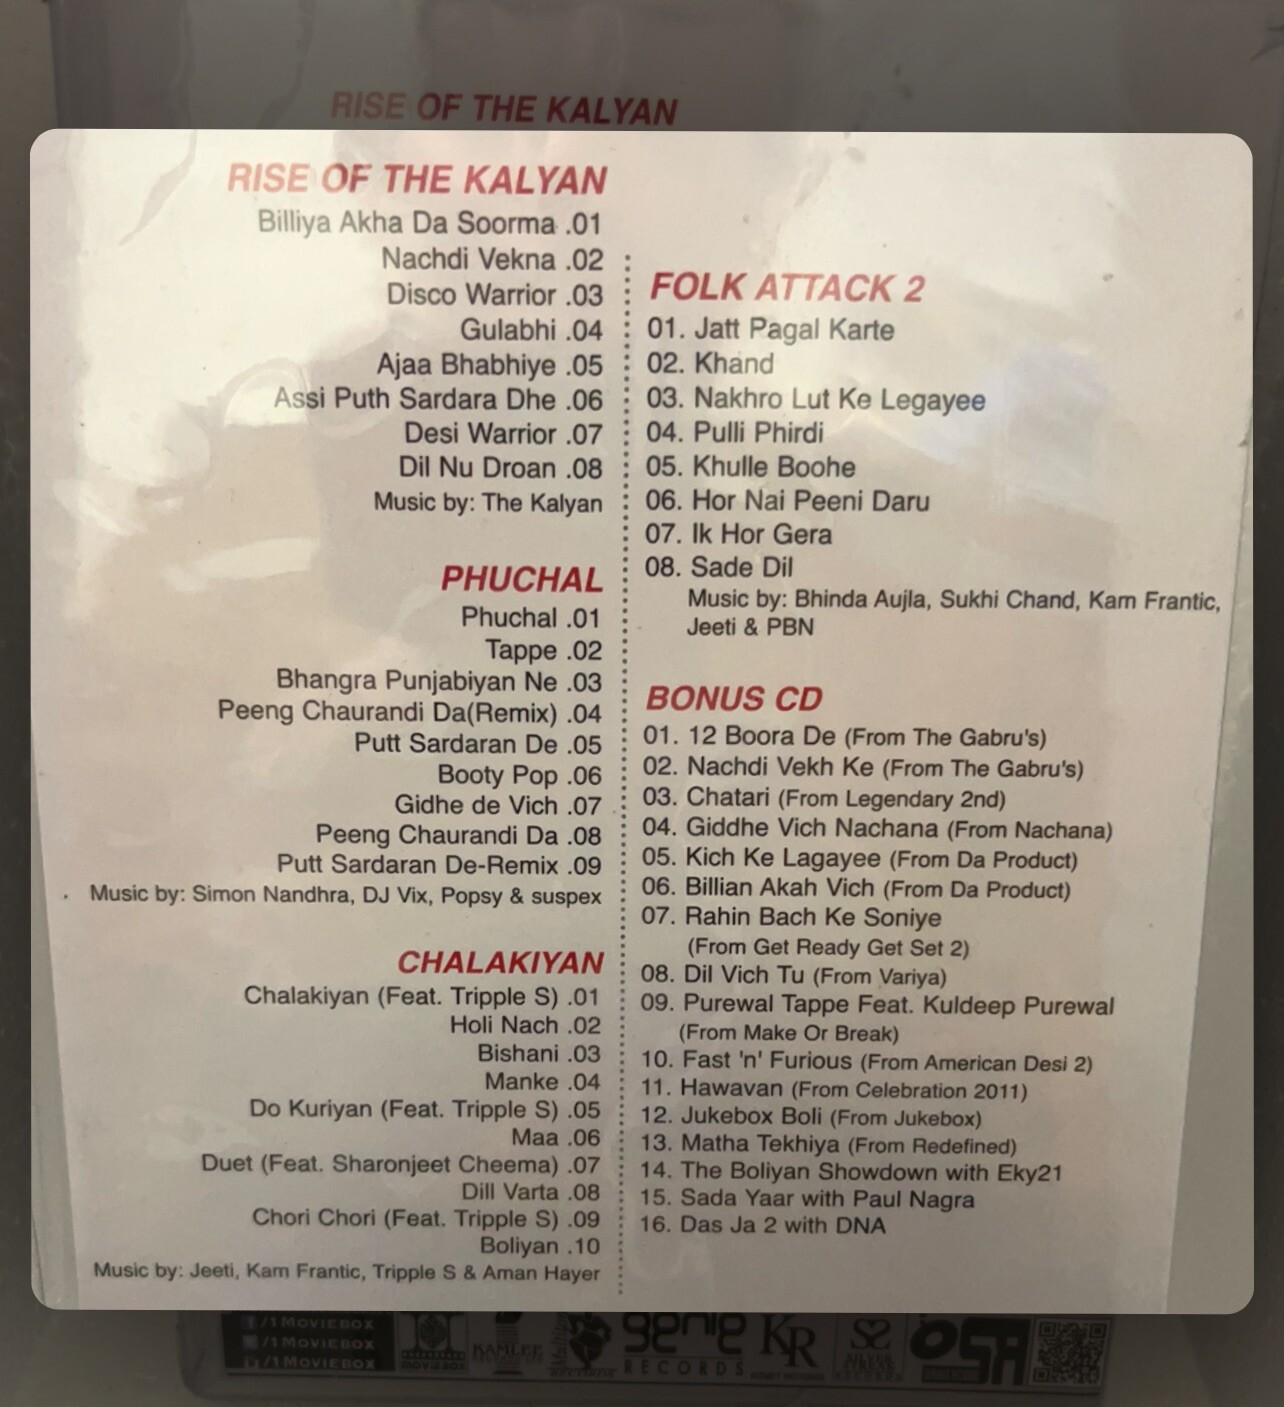 RISE OF THE KALYAN
RISE OF THE KALYAN
Billiya Akha Da Soorma .01
Nachdi Vekna .02
Disco Warrior .03
Gulabhi .04
Ajaa Bhabhiye .05
Assi Puth Sardara Dhe .06
Desi Warrior .07
Dil Nu Droan .08
Music by: The Kalyan
PHUCHAL
Phuchal .01
Tappe .02
Bhangra Punjabiyan Ne .03
Peeng Chaurandi Da(Remix) .04
Putt Sardaran De .05
Booty Pop .06
Gidhe de Vich .07
Peeng Chaurandi Da .08
Putt Sardaran De-Remix .09
Music by: Simon Nandhra, DJ Vix, Popsy & suspex
CHALAKIYAN
Chalakiyan (Feat. Tripple S) .01
Holi Nach .02
Bishani .03
Manke .04
Do Kuriyan (Feat. Tripple S) .05
Maa .06
Duet (Feat. Sharonjeet Cheema) .07
Dill Varta .08
Chori Chori (Feat. Tripple S) .09
Boliyan .10
Music by: Jeeti, Kam Frantic, Tripple S & Aman Hayer
FOLK ATTACK 2
01. Jatt Pagal Karte
02. Khand
03. Nakhro Lut Ke Legayee
04. Pulli Phirdi
05. Khulle Boohe
06. Hor Nai Peeni Daru
07. Ik Hor Gera
08. Sade Dil
Music by: Bhinda Aujla, Sukhi Chand, Kam Frantic,
Jeeti & PBN
BONUS CD
01. 12 Boora De (From The Gabru's)
02. Nachdi Vekh Ke (From The Gabru's)
03. Chatari (From Legendary 2nd)
04. Giddhe Vich Nachana (From Nachana)
05. Kich Ke Lagayee (From Da Product)
06. Billian Akah Vich (From Da Product)
07. Rahin Bach Ke Soniye
(From Get Ready Get Set 2)
08. Dil Vich Tu (From Variya)
09. Purewal Tappe Feat. Kuldeep Purewal
(From Make Or Break)
10. Fast 'n' Furious (From American Desi 2)
11. Hawavan (From Celebration 2011)
12. Jukebox Boli (From Jukebox)
13. Matha Tekhiya (From Redefined)
14. The Boliyan Showdown with Eky21
15. Sada Yaar with Paul Nagra
16. Das Ja 2 with DNA
/1MOVIEBOX
/1MOVIEBOX
/1MOVIEBOX
MOVIEBOX
KAMLEE
RECORDS
genie
RECORDS
KR